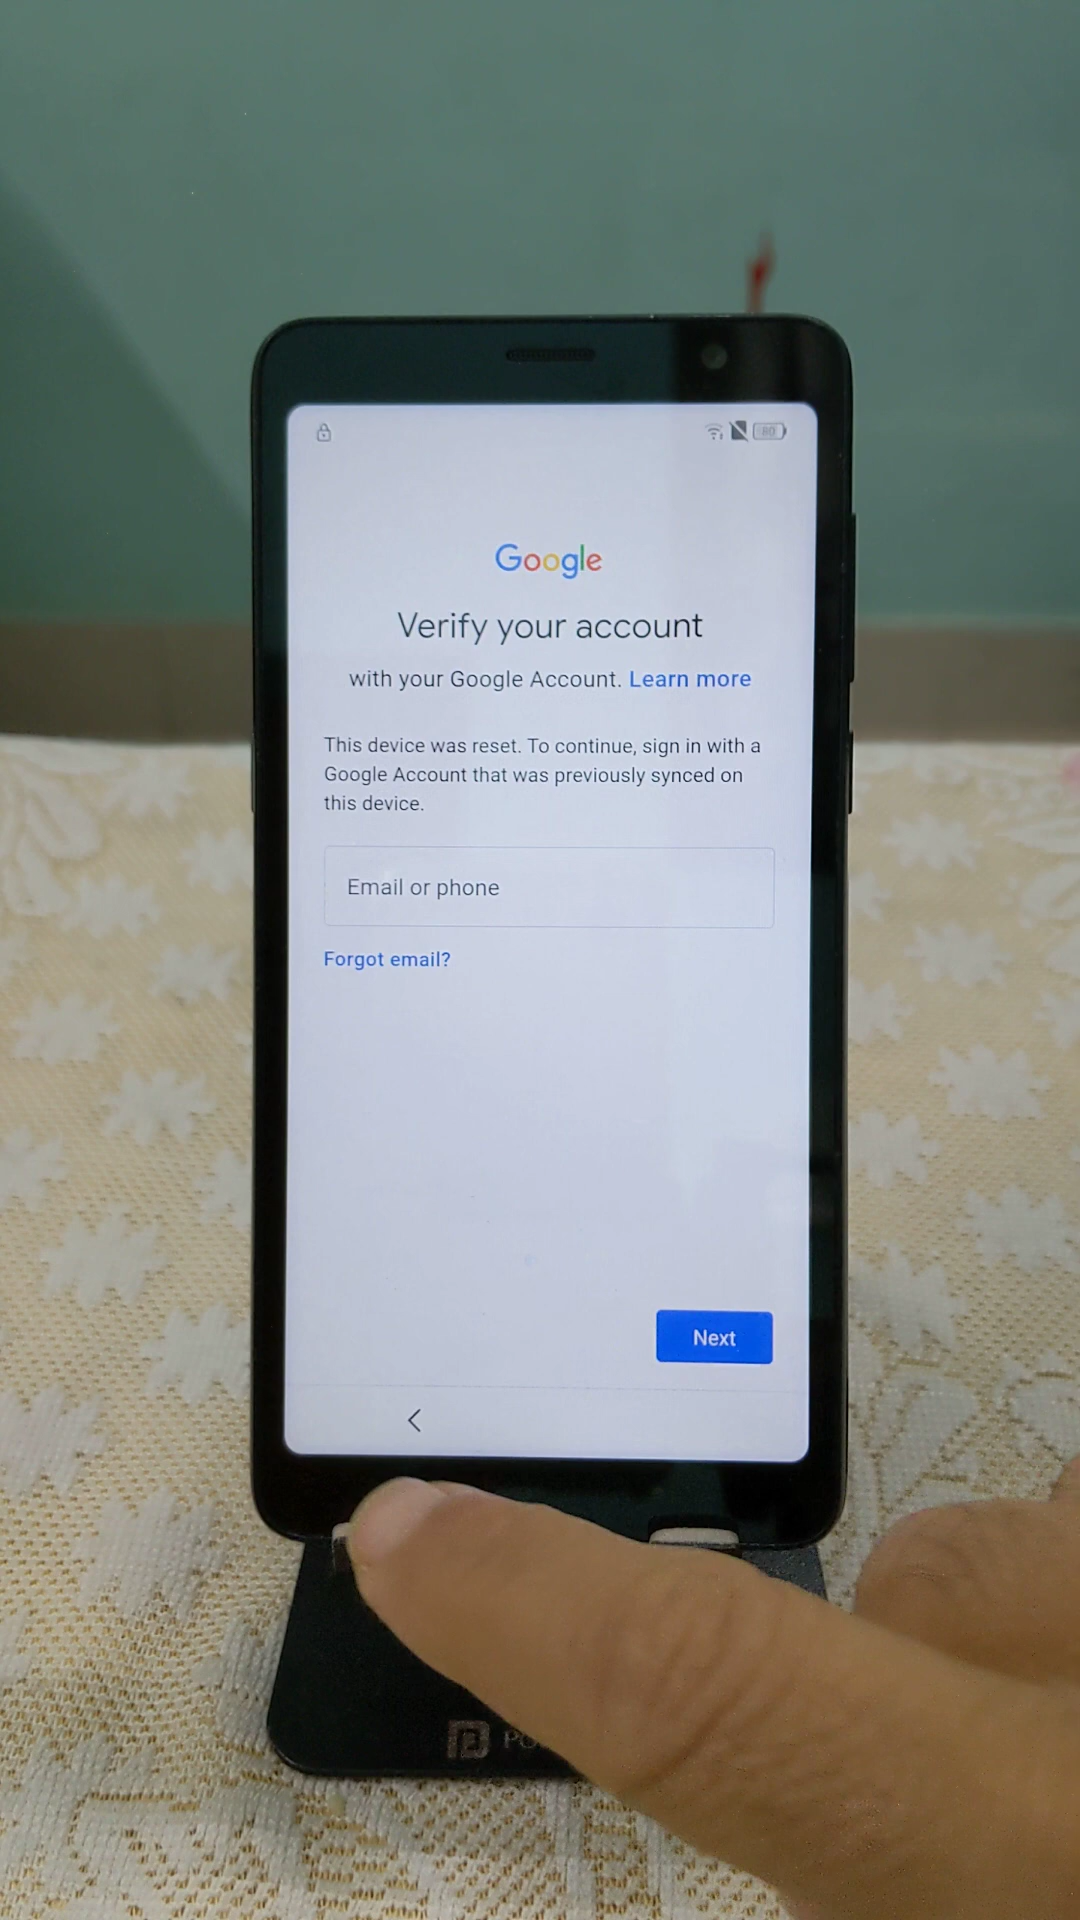 80
Google
Verify your account
with your Google Account. Learn more
This device was reset. To continue, sign in with a
Google Account that was previously synced on
this device.
Email or phone
Forgot email?
Next